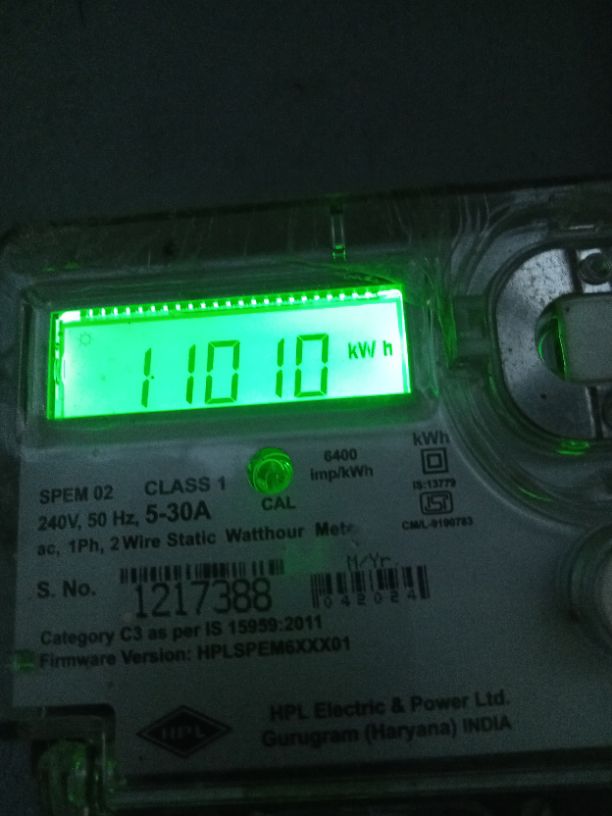 11010 kW h
6400
imp/kWh
kWh
IS:13779
CM/L-9190783
SPEM 02 CLASS 1
CAL
240V, 50 Hz, 5-30A
ac, 1Ph, 2 Wire Static Watthour Mete
M/Yr.
S. No. 1217388 042024
Category C3 as per IS 15959:2011
Firmware Version: HPLSPEM6XXX01
HPL
HPL Electric & Power Ltd.
Gurugram (Haryana) INDIA